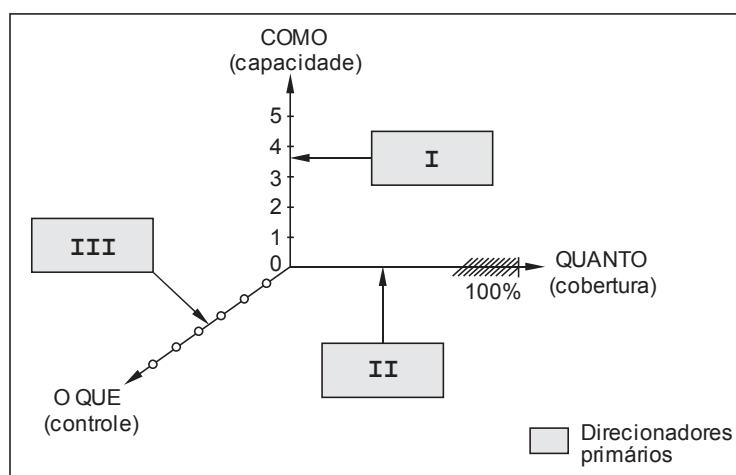 COMO
(capacidade)
5
4
3
2
1
0
I
III
QUANTO
(cobertura)
100%
II
O QUE
(controle)
Direcionadores
primários